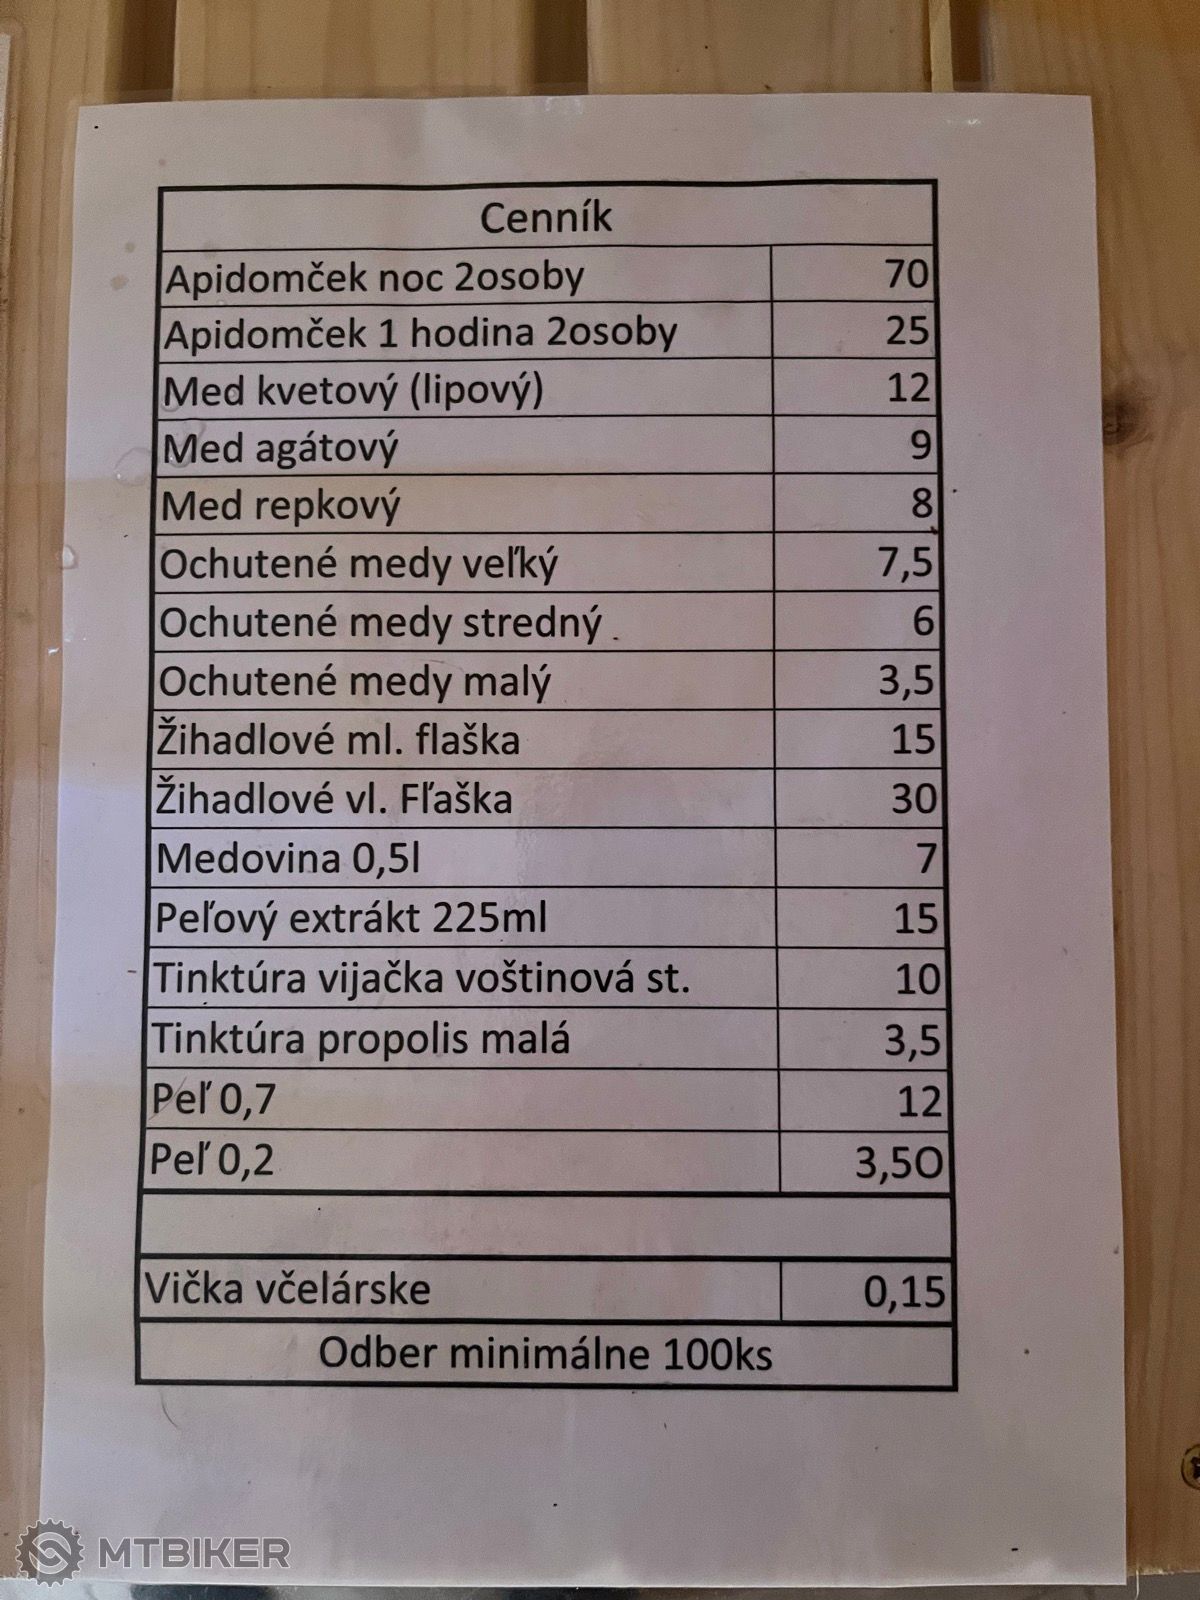 Cenník
Apidomček noc 2osoby 70
Apidomček 1 hodina 2osoby 25
Med kvetový (lipový) 12
Med agátový 9
Med repkový 8
Ochutené medy veľký 7,5
Ochutené medy stredný 6
Ochutené medy malý 3,5
Žihadlové ml. flaška 15
Žihadlové vl. Fľaška 30
Medovina 0,5l 7
Peľový extrákt 225ml 15
Tinktúra vijačka voštinová st. 10
Tinktúra propolis malá 3,5
Peľ 0,7 12
Peľ 0,2 3,5O
Vička včelárske 0,15
Odber minimálne 100ks
MTBIKER